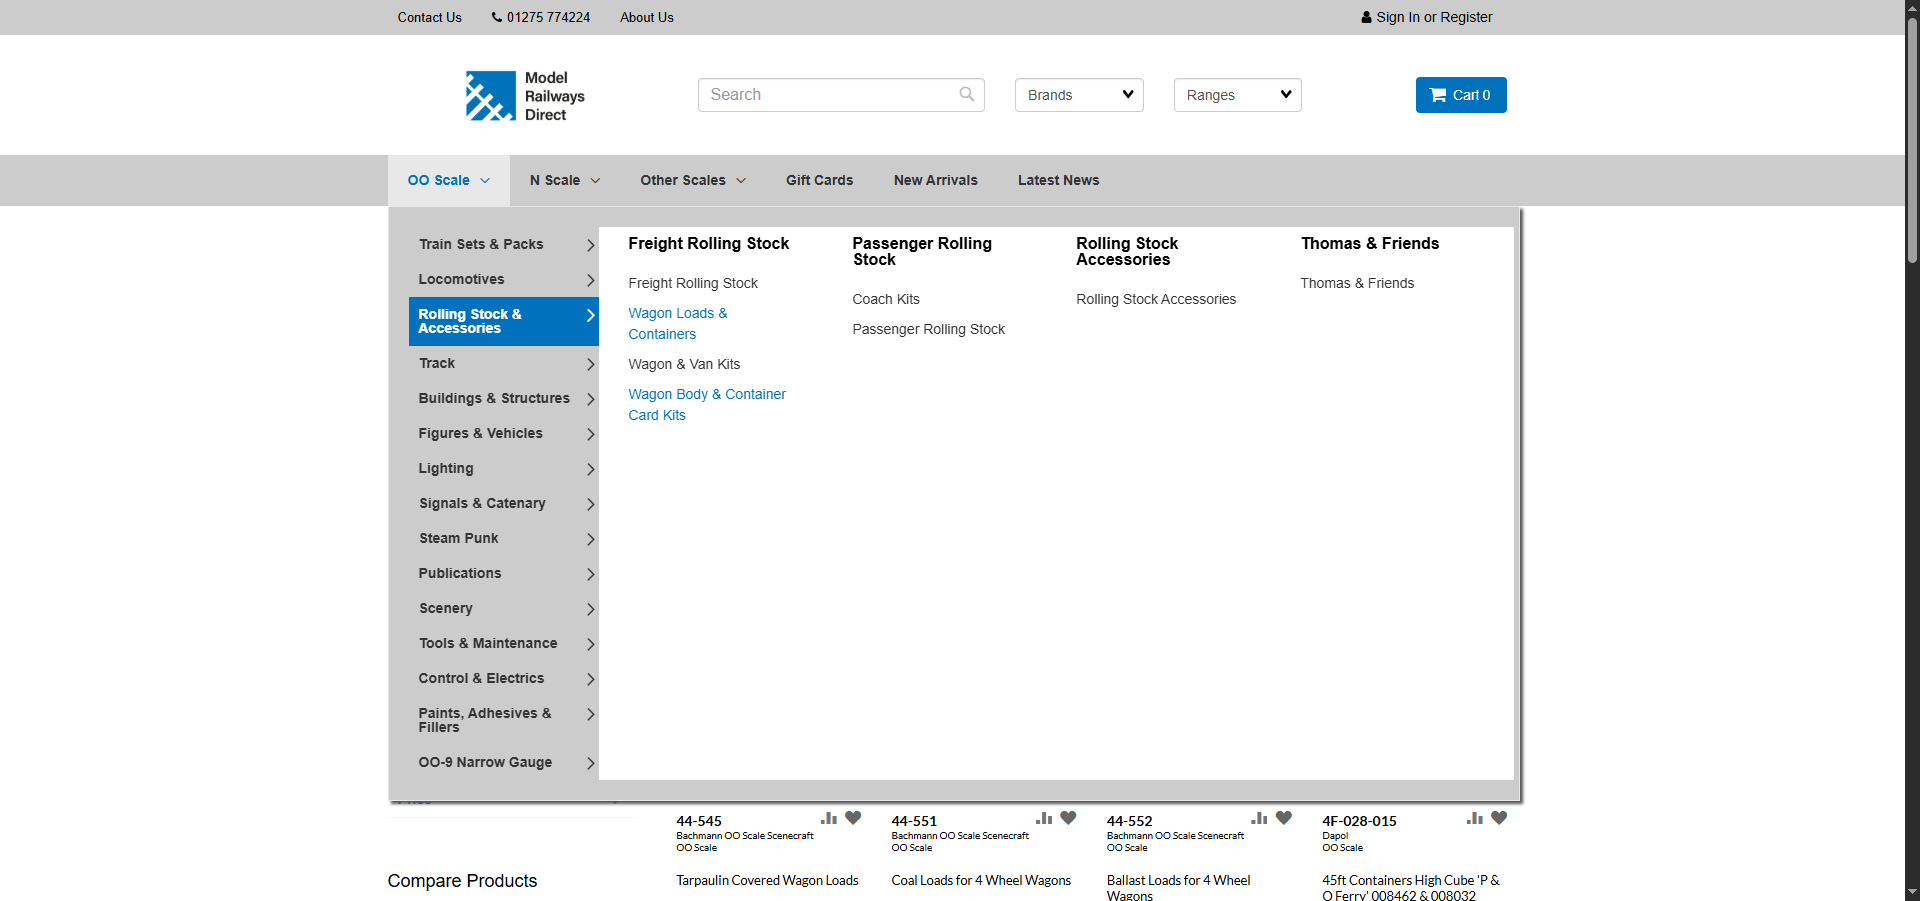 Contact Us
01275 774224
About Us
Sign In or Register
Model
Railways
Direct
Search
Brands
Ranges
Cart 0
OO Scale
N Scale
Other Scales
Gift Cards
New Arrivals
Latest News
Train Sets & Packs
Locomotives
Rolling Stock &
Accessories
Track
Buildings & Structures
Figures & Vehicles
Lighting
Signals & Catenary
Steam Punk
Publications
Scenery
Tools & Maintenance
Control & Electrics
Paints, Adhesives &
Fillers
OO-9 Narrow Gauge
Freight Rolling Stock
Freight Rolling Stock
Wagon Loads &
Containers
Wagon & Van Kits
Wagon Body & Container
Card Kits
Passenger Rolling
Stock
Coach Kits
Passenger Rolling Stock
Rolling Stock
Accessories
Rolling Stock Accessories
Thomas & Friends
Thomas & Friends
Compare Products
44-545
Bachmann OO Scale Scenecraft
OO Scale
Tarpaulin Covered Wagon Loads
44-551
Bachmann OO Scale Scenecraft
OO Scale
Coal Loads for 4 Wheel Wagons
44-552
Bachmann OO Scale Scenecraft
OO Scale
Ballast Loads for 4 Wheel
Wagons
4F-028-015
Dapol
OO Scale
45ft Containers High Cube 'P &
O Ferry' 008462 & 008032